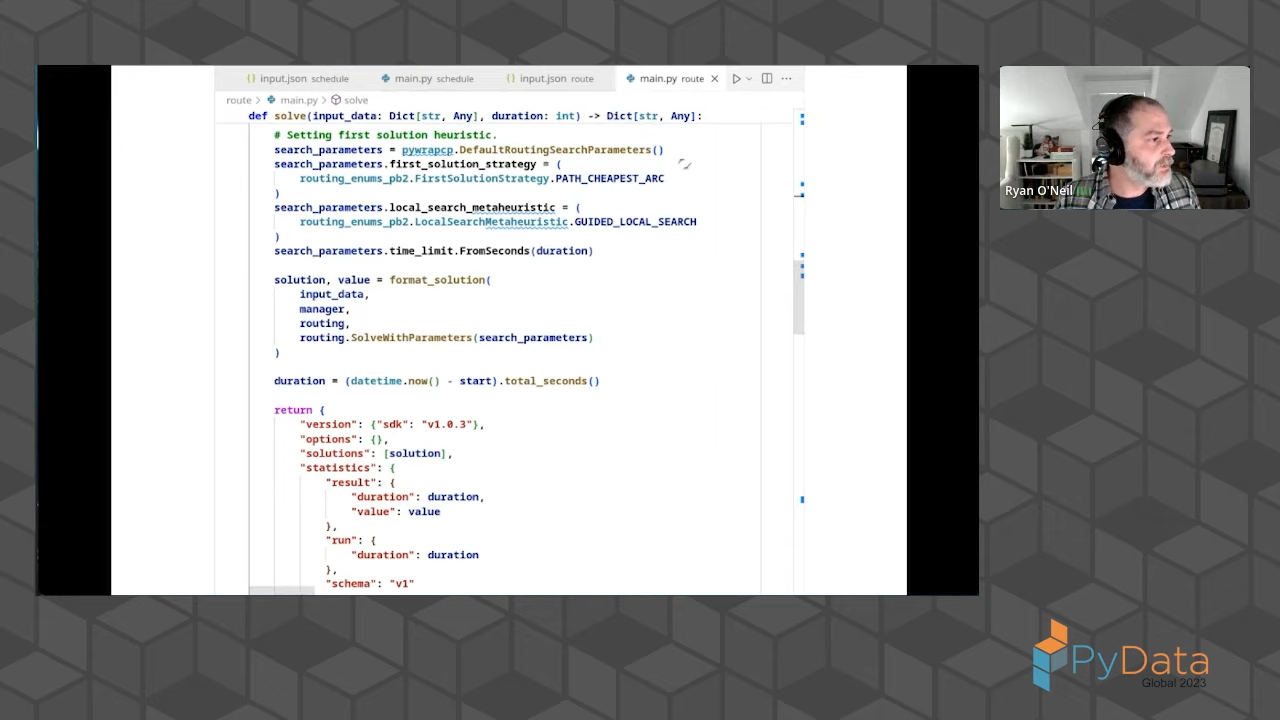 input.json schedule
main.py schedule
input.json route
main.py route
route > main.py > solve
def solve(input_data: Dict[str, Any], duration: int) -> Dict[str, Any]:
# Setting first solution heuristic.
search_parameters = pywrapcp.DefaultRoutingSearchParameters()
search_parameters.first_solution_strategy = (
routing_enums_pb2.FirstSolutionStrategy.PATH_CHEAPEST_ARC
)
search_parameters.local_search_metaheuristic = (
routing_enums_pb2.LocalSearchMetaheuristic.GUIDED_LOCAL_SEARCH
)
search_parameters.time_limit.FromSeconds(duration)
solution, value = format_solution(
input_data,
manager,
routing,
routing.SolveWithParameters(search_parameters)
)
duration = (datetime.now() - start).total_seconds()
return {
"version": {"sdk": "v1.0.3"},
"options": {},
"solutions": [solution],
"statistics": {
"result": {
"duration": duration,
"value": value
},
"run": {
"duration": duration
},
"schema": "v1"
Ryan O'Neil
PyData
Global 2023